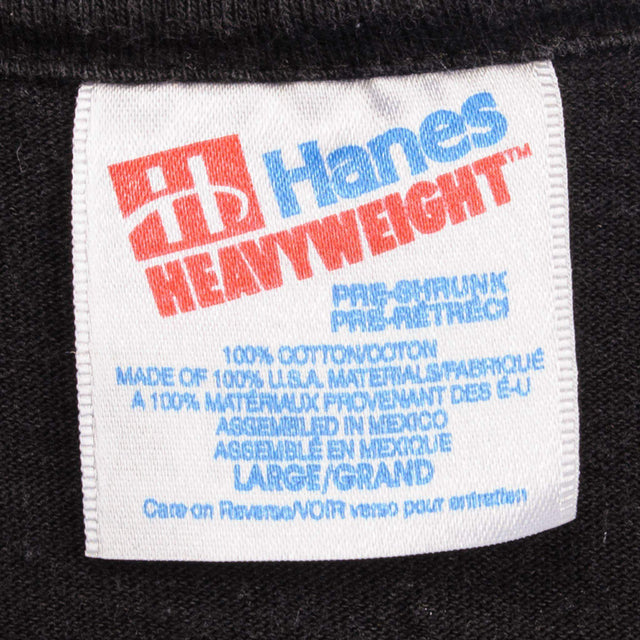 Hanes
HEAVYWEIGHT™
PRE-SHRUNK
PRÉ-RÉTRÉCI
100% COTTON/COTON
MADE OF 100% U.S.A. MATERIALS/FABRIQUÉ
À 100% MATÉRIAUX PROVENANT DES É-U
ASSEMBLED IN MEXICO
ASSEMBLÉ EN MEXIQUE
LARGE/GRAND
Care on Reverse/VOIR verso pour entretien